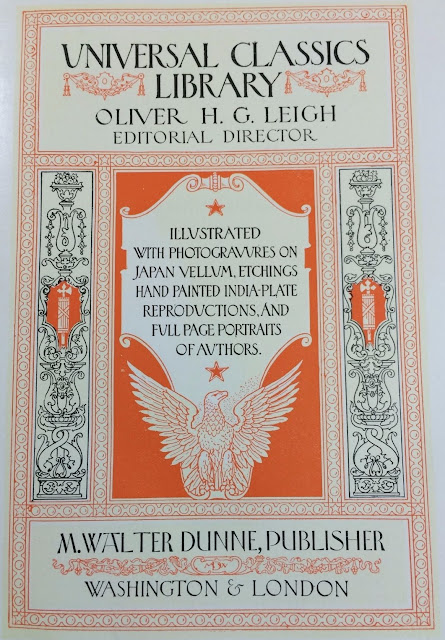 UNIVERSAL CLASSICS
LIBRARY
OLIVER H. G. LEIGH
EDITORIAL DIRECTOR
ILLUSTRATED
WITH PHOTOGRAVURES ON
JAPAN VELLUM, ETCHINGS
HAND PAINTED INDIA-PLATE
REPRODUCTIONS, AND
FULL PAGE PORTRAITS
OF AUTHORS.
M. WALTER DUNNE, PUBLISHER
WASHINGTON & LONDON